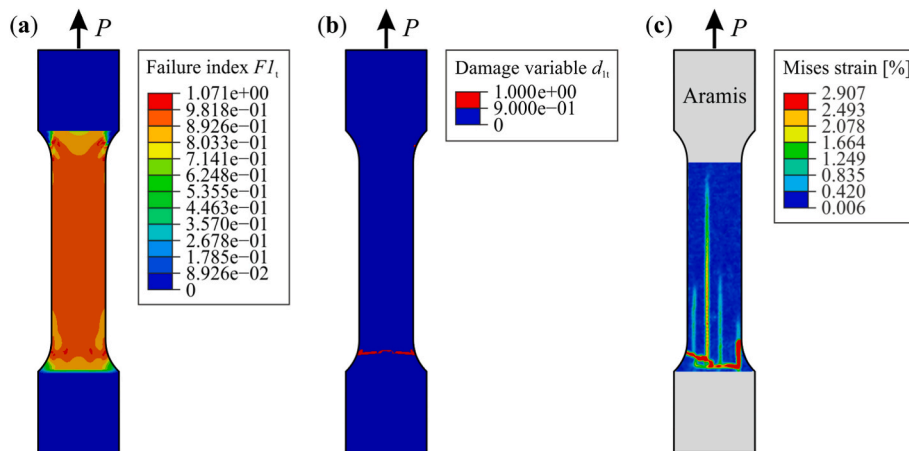 (a)
P
Failure index F1ₜ
1.071e+00
9.818e−01
8.926e−01
8.033e−01
7.141e−01
6.248e−01
5.355e−01
4.463e−01
3.570e−01
2.678e−01
1.785e−01
8.926e−02
0
(b)
P
Damage variable d₁ₜ
1.000e+00
9.000e−01
0
(c)
P
Aramis
Mises strain [%]
2.907
2.493
2.078
1.664
1.249
0.835
0.420
0.006